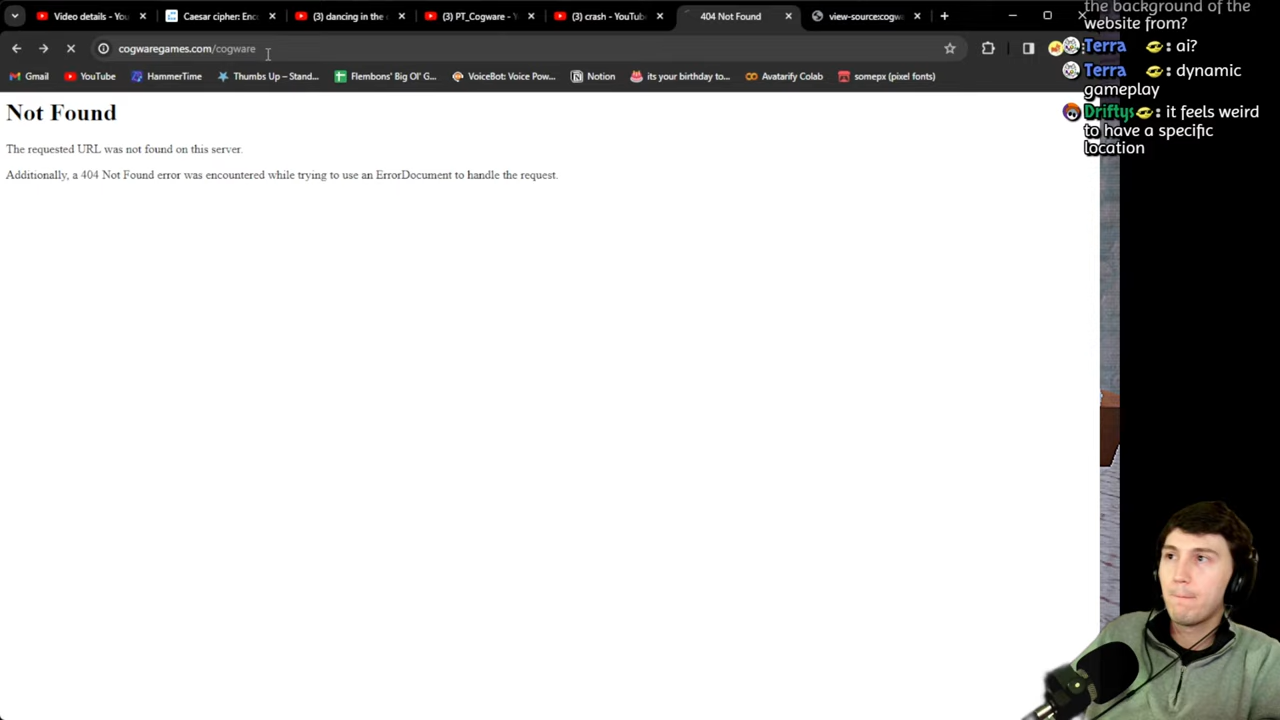 Video details - You
Caesar cipher: Enc
(3) dancing in the
(3) PT_Cogware - Y
(3) crash - YouTube
404 Not Found
view-source:cogwa
cogwaregames.com/cogware
Gmail
YouTube
HammerTime
Thumbs Up – Stand...
Flembons' Big Ol' G...
VoiceBot: Voice Pow...
Notion
its your birthday to...
Avatarify Colab
somepx (pixel fonts)
Not Found
The requested URL was not found on this server.
Additionally, a 404 Not Found error was encountered while trying to use an ErrorDocument to handle the request.
the background of the
website from?
Terra : ai?
Terra : dynamic
gameplay
Driftys : it feels weird
to have a specific
location